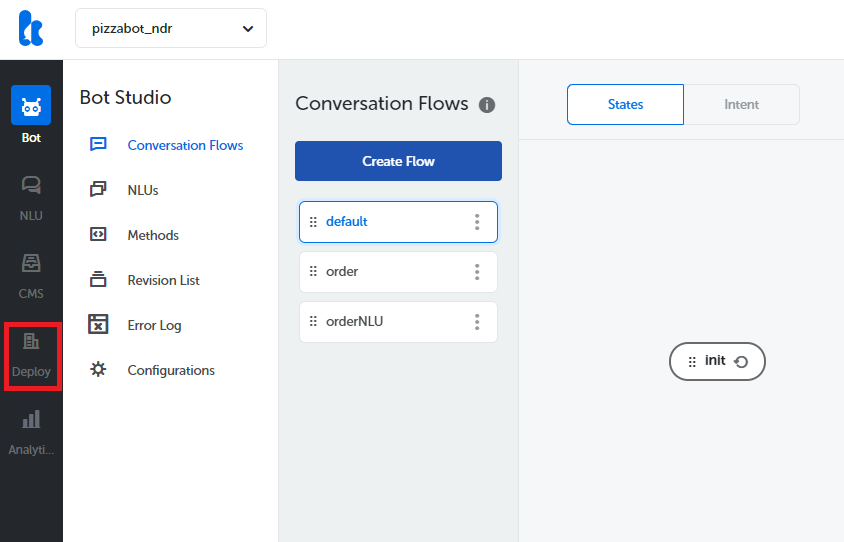 pizzabot_ndr
Bot
NLU
CMS
Deploy
Analyti...
Bot Studio
Conversation Flows
NLUs
Methods
Revision List
Error Log
Configurations
Conversation Flows
Create Flow
default
order
orderNLU
States
Intent
init